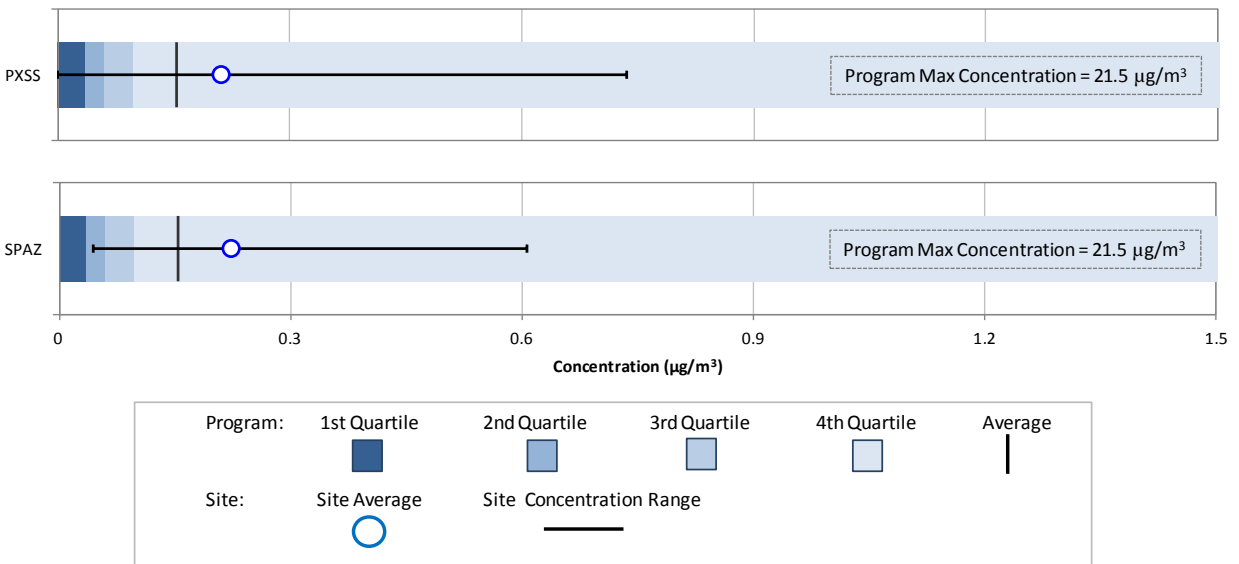 PXSS
Program Max Concentration = 21.5 µg/m³
SPAZ
Program Max Concentration = 21.5 µg/m³
0 0.3 0.6 0.9 1.2 1.5
Concentration (µg/m³)
Program: 1st Quartile 2nd Quartile 3rd Quartile 4th Quartile Average
Site: Site Average Site Concentration Range